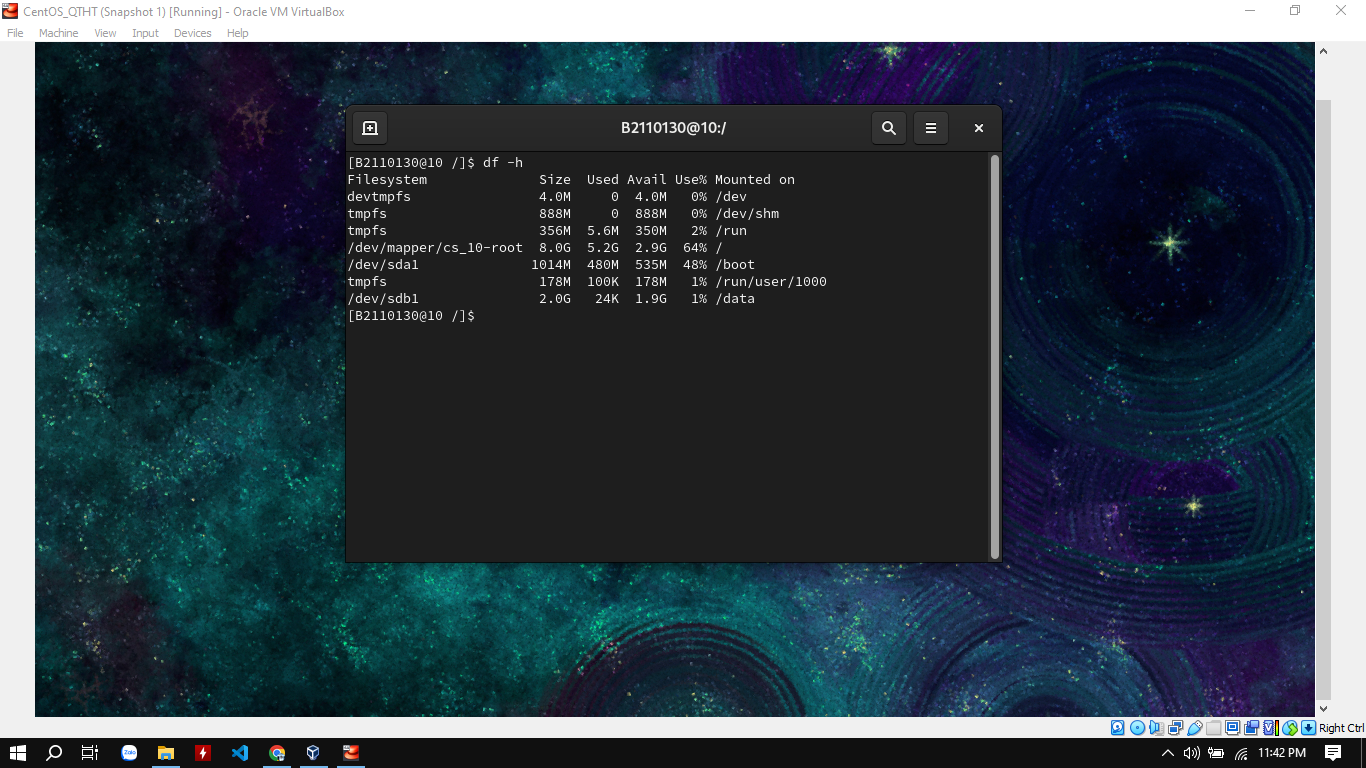 CentOS_QTHT (Snapshot 1) [Running] - Oracle VM VirtualBox
File Machine View Input Devices Help
B2110130@10:/
[B2110130@10 /]$ df -h
Filesystem Size Used Avail Use% Mounted on
devtmpfs 4.0M 0 4.0M 0% /dev
tmpfs 888M 0 888M 0% /dev/shm
tmpfs 356M 5.6M 350M 2% /run
/dev/mapper/cs_10-root 8.0G 5.2G 2.9G 64% /
/dev/sda1 1014M 480M 535M 48% /boot
tmpfs 178M 100K 178M 1% /run/user/1000
/dev/sdb1 2.0G 24K 1.9G 1% /data
[B2110130@10 /]$
Right Ctrl
Zalo
11:42 PM